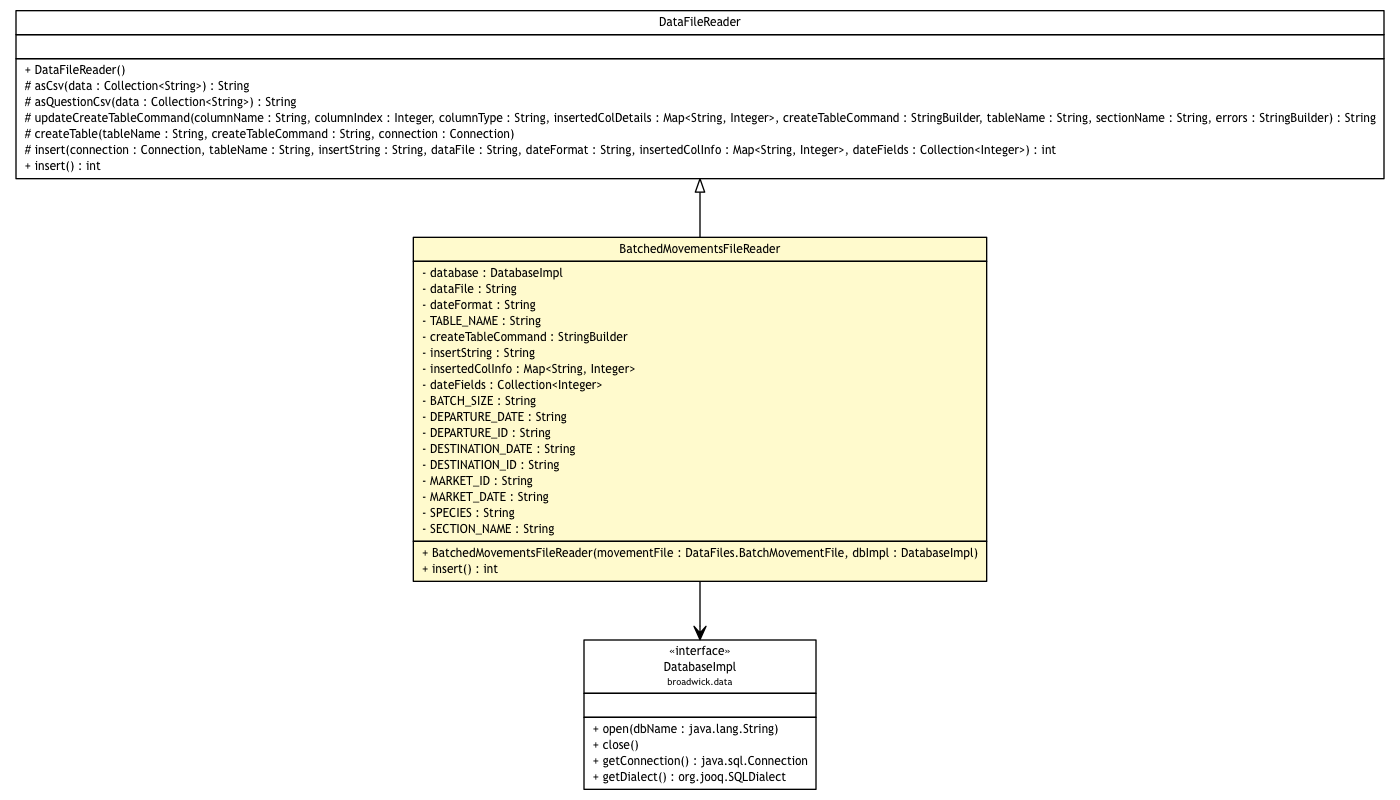 DataFileReader
+ DataFileReader()
# asCsv(data : Collection<String>) : String
# asQuestionCsv(data : Collection<String>) : String
# updateCreateTableCommand(columnName : String, columnIndex : Integer, columnType : String, insertedColDetails : Map<String, Integer>, createTableCommand : StringBuilder, tableName : String, sectionName : String, errors : StringBuilder) : String
# createTable(tableName : String, createTableCommand : String, connection : Connection)
# insert(connection : Connection, tableName : String, insertString : String, dataFile : String, dateFormat : String, insertedColInfo : Map<String, Integer>, dateFields : Collection<Integer>) : int
+ insert() : int
BatchedMovementsFileReader
- database : DatabaseImpl
- dataFile : String
- dateFormat : String
- TABLE_NAME : String
- createTableCommand : StringBuilder
- insertString : String
- insertedColInfo : Map<String, Integer>
- dateFields : Collection<Integer>
- BATCH_SIZE : String
- DEPARTURE_DATE : String
- DEPARTURE_ID : String
- DESTINATION_DATE : String
- DESTINATION_ID : String
- MARKET_ID : String
- MARKET_DATE : String
- SPECIES : String
- SECTION_NAME : String
+ BatchedMovementsFileReader(movementFile : DataFiles.BatchMovementFile, dbImpl : DatabaseImpl)
+ insert() : int
«interface»
DatabaseImpl
broadwick.data
+ open(dbName : java.lang.String)
+ close()
+ getConnection() : java.sql.Connection
+ getDialect() : org.jooq.SQLDialect